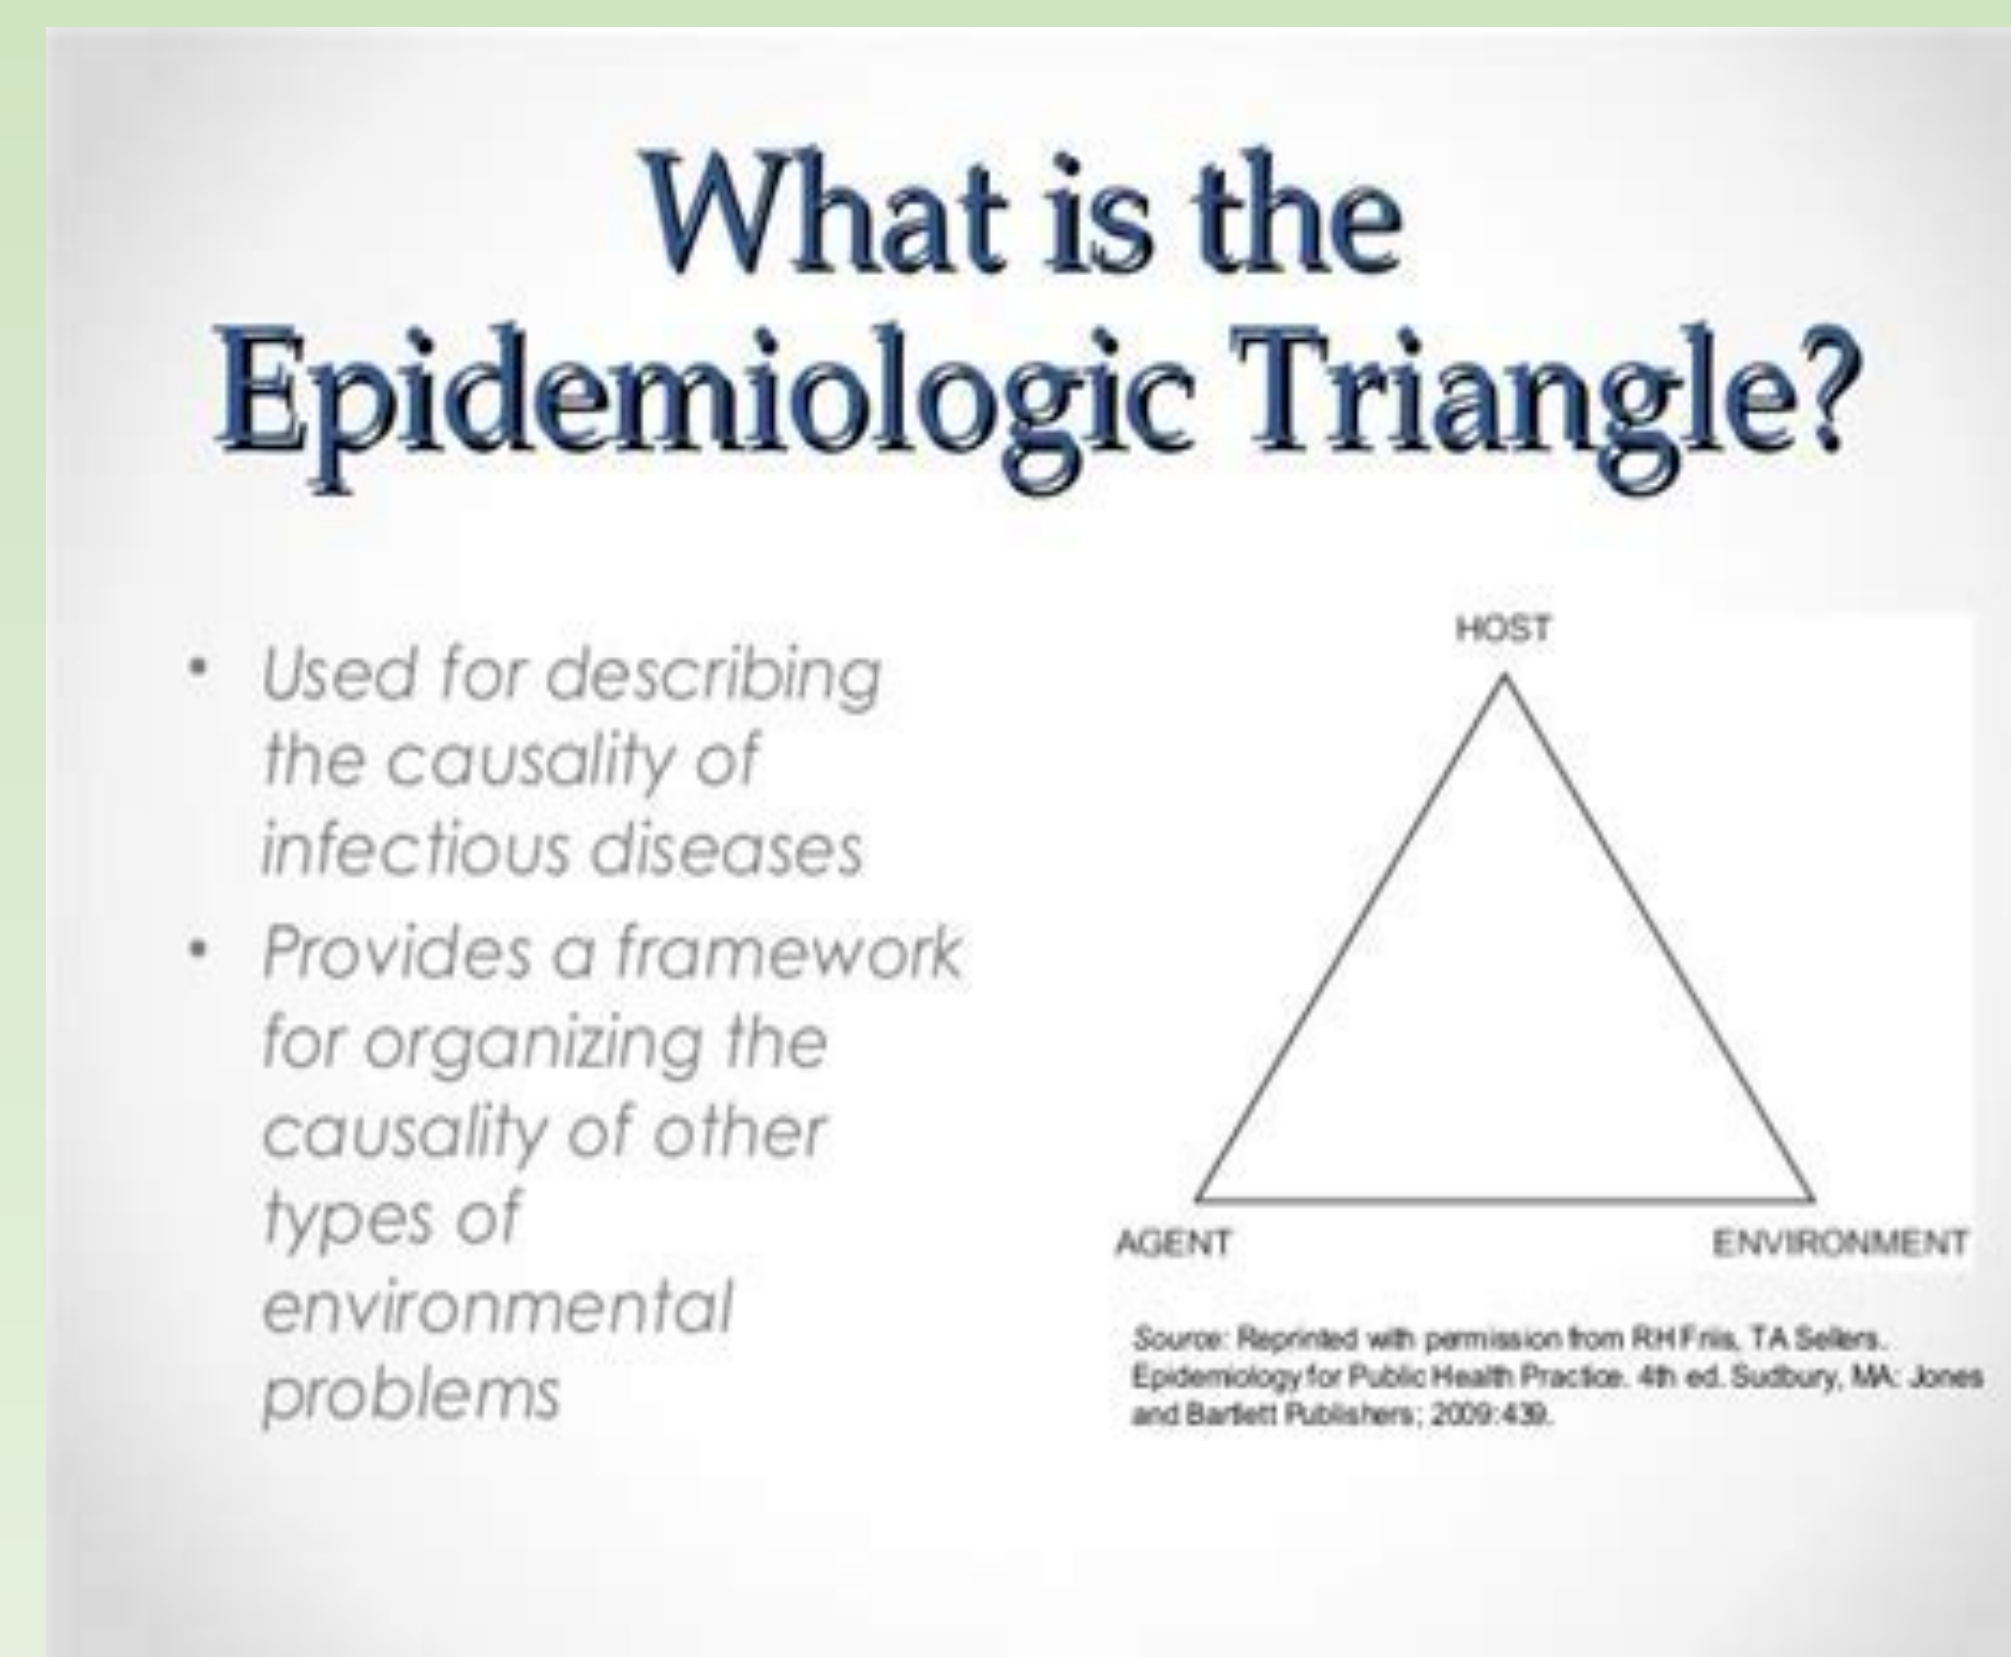 What is the
Epidemiologic Triangle?
• Used for describing
the causality of
infectious diseases
• Provides a framework
for organizing the
causality of other
types of
environmental
problems
HOST
AGENT
ENVIRONMENT
Source: Reprinted with permission from RH Friis, TA Sellers.
Epidemiology for Public Health Practice. 4th ed. Sudbury, MA: Jones
and Bartlett Publishers; 2009:439.